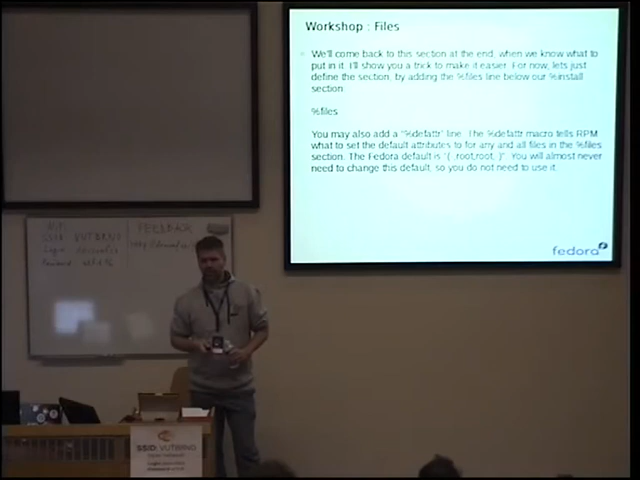 Workshop : Files
We'll come back to this section at the end, when we know what to
put in it. I'll show you a trick to make it easier. For now, lets just
define the section, by adding the %files line below our %install
section.
%files
You may also add a "%defattr" line. The %defattr macro tells RPM
what to set the default attributes to for any and all files in the %files
section. The Fedora default is "(-,root,root,-)". You will almost never
need to change this default, so you do not need to use it.
fedora
WiFi
SSID VUTBRNO
Login
FEEDBACK
SSID: VUTBRNO